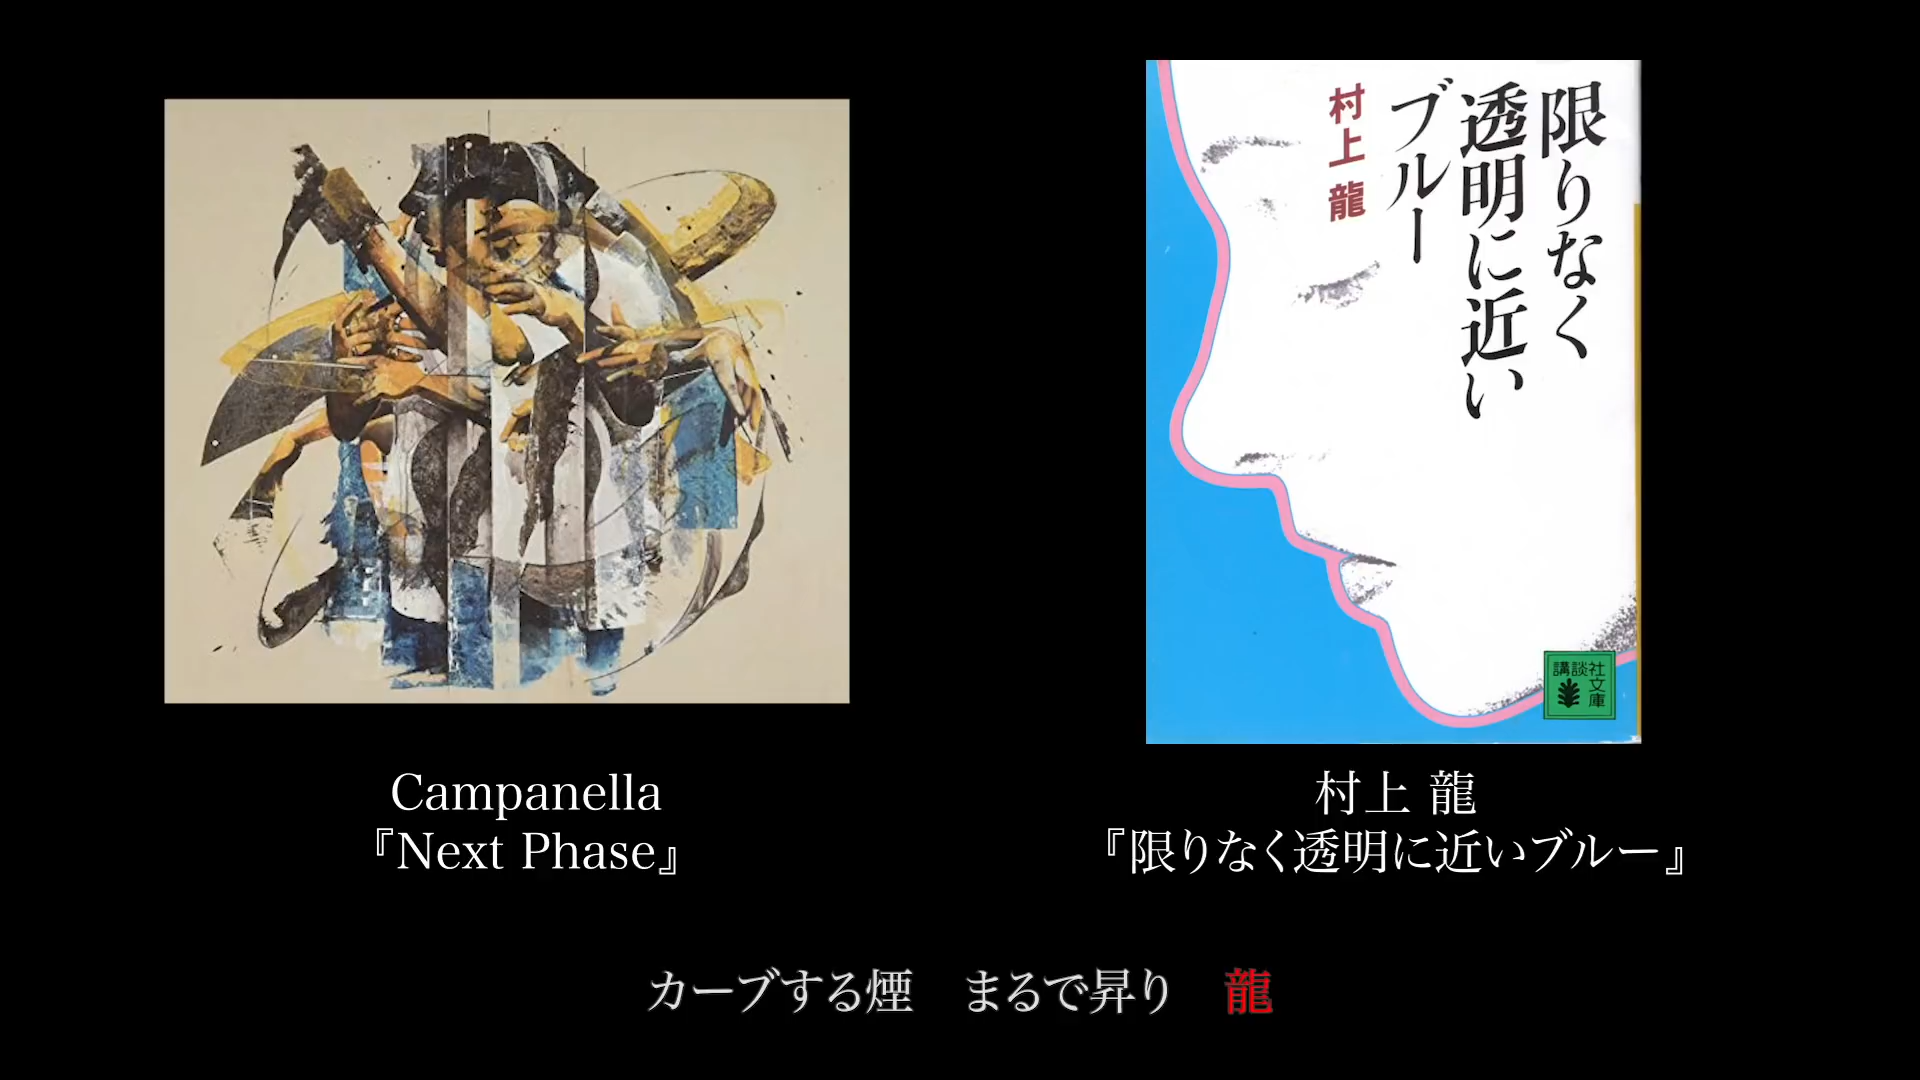 限りなく
透明に近い
ブルー
村上 龍
講談社
文庫
Campanella
『Next Phase』
村上 龍
『限りなく透明に近いブルー』
カーブする煙　まるで昇り　龍